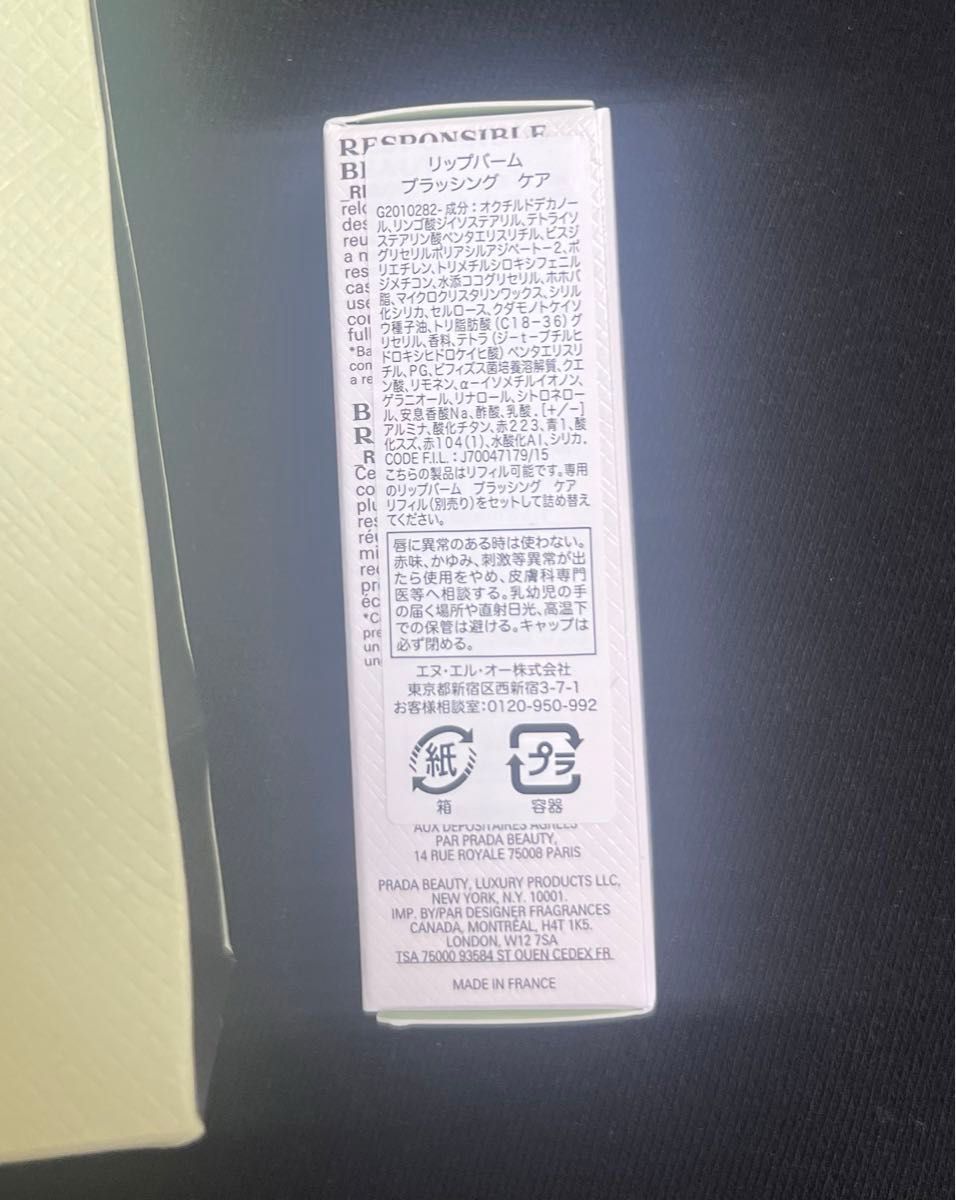 RESPONSIBLE
リップバーム
ブラッシング ケア
G2010282-成分:オクチルドデカノー
ル、リンゴ酸ジイソステアリル、テトライソ
ステアリン酸ペンタエリスリチル、ビスジ
グリセリルポリアシルアジペート-2、ポ
リエチレン、トリメチルシロキシフェニル
ジメチコン、水添ココグリセリル、ホホバ
脂、マイクロクリスタリンワックス、シリル
化シリカ、セルロース、クダモノトケイソ
ウ種子油、トリ脂肪酸(C18-36)グ
リセリル、香料、テトラ(ジ-t-ブチルヒ
ドロキシヒドロケイヒ酸)ペンタエリスリ
チル、PG、ビフィズス菌培養溶解質、クエ
ン酸、リモネン、α-イソメチルイオノン、
ゲラニオール、リナロール、シトロネロー
ル、安息香酸Na、酢酸、乳酸、[+/-]
アルミナ、酸化チタン、赤223、青1、酸
化スズ、赤104(1)、水酸化Al、シリカ.
CODE F.I.L.:J70047179/15
こちらの製品はリフィル可能です。専用
のリップバーム ブラッシング ケア
リフィル(別売り)をセットして詰め替え
てください。
唇に異常のある時は使わない。
赤味、かゆみ、刺激等異常が出
たら使用をやめ、皮膚科専門
医等へ相談する。乳幼児の手
の届く場所や直射日光、高温下
での保管は避ける。キャップは
必ず閉める。
エヌ・エル・オー株式会社
東京都新宿区西新宿3-7-1
お客様相談室:0120-950-992
紙 プラ
箱 容器
AUX DEPOSITAIRES AGRÉÉS
PAR PRADA BEAUTY,
14 RUE ROYALE 75008 PARIS
PRADA BEAUTY, LUXURY PRODUCTS LLC,
NEW YORK, N.Y. 10001.
IMP. BY/PAR DESIGNER FRAGRANCES
CANADA, MONTRÉAL, H4T 1K5.
LONDON, W12 7SA
TSA 75000 93584 ST OUEN CEDEX FR
MADE IN FRANCE